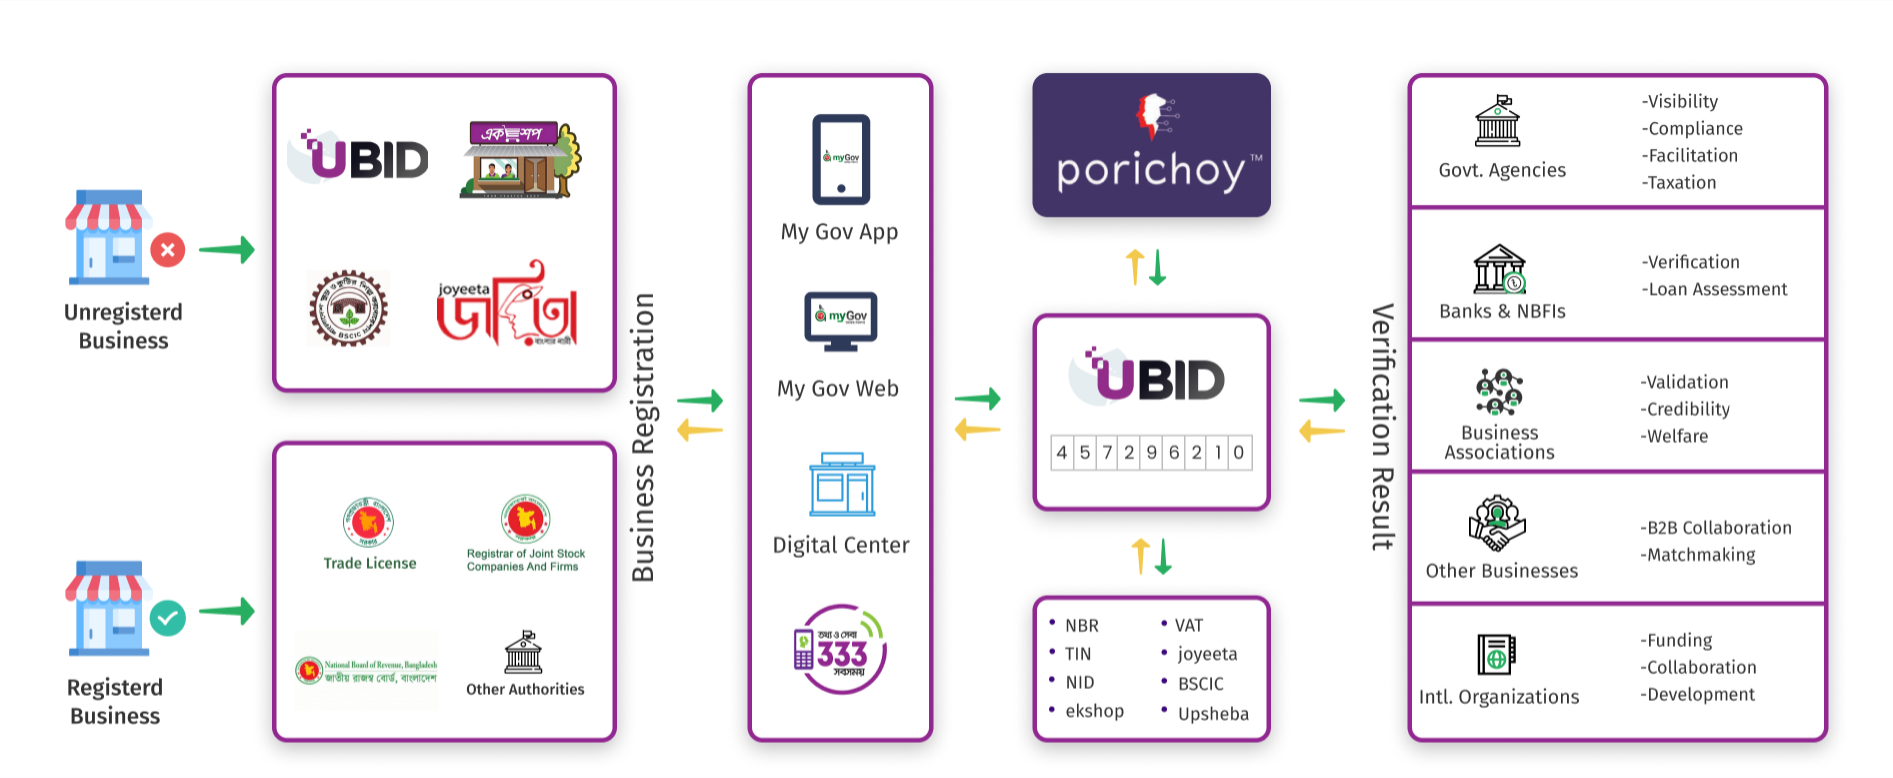 Unregisterd
Business
Registerd
Business
UBID
একশপ
BSCIC
joyeeta
জয়িতা
Trade License
Registrar of Joint Stock
Companies And Firms
National Board of Revenue, Bangladesh
জাতীয় রাজস্ব বোর্ড, বাংলাদেশ
Other Authorities
Business Registration
myGov
My Gov App
myGov
My Gov Web
Digital Center
তথ্য ও সেবা
333
সবসময়
porichoy™
UBID
4 5 7 2 9 6 2 1 0
• NBR
• TIN
• NID
• ekshop
• VAT
• joyeeta
• BSCIC
• Upsheba
Verification Result
Govt. Agencies
-Visibility
-Compliance
-Facilitation
-Taxation
Banks & NBFIs
-Verification
-Loan Assessment
Business
Associations
-Validation
-Credibility
-Welfare
Other Businesses
-B2B Collaboration
-Matchmaking
Intl. Organizations
-Funding
-Collaboration
-Development